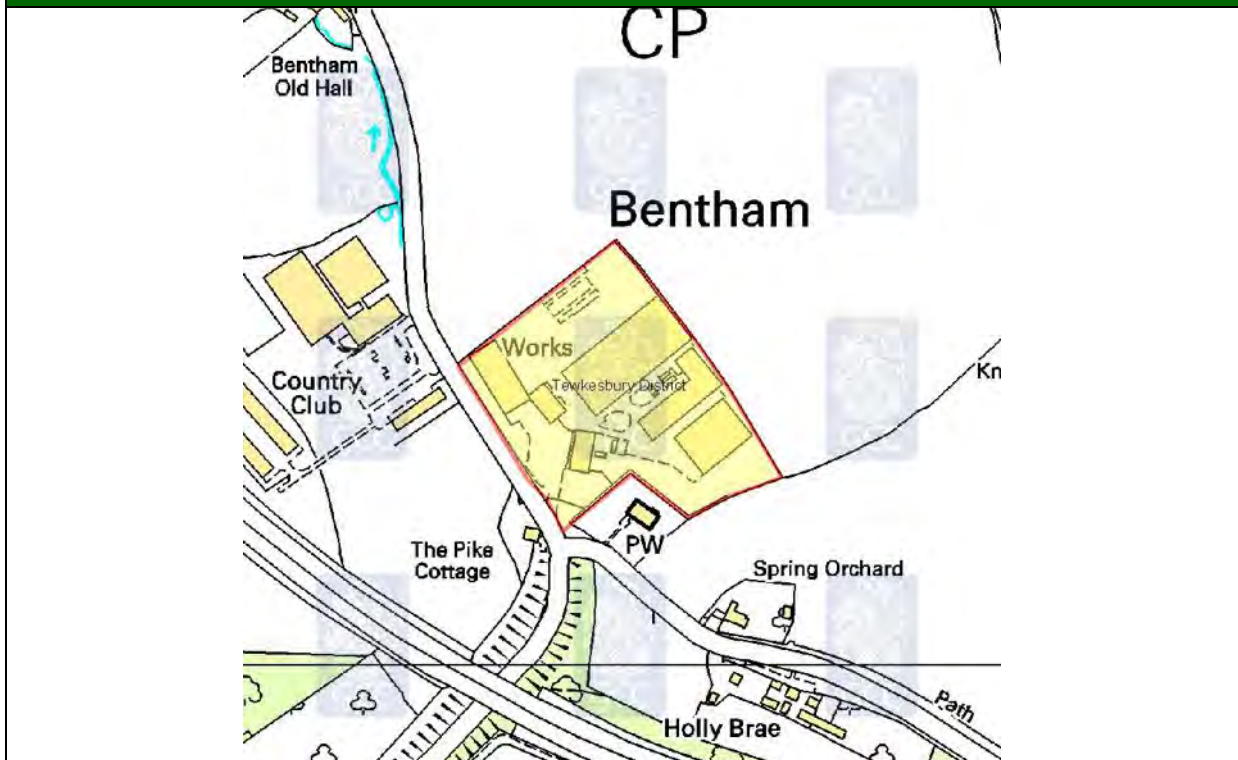 CP
Bentham
Old Hall
Bentham
Works
Tewkesbury District
Country
Club
Kn
The Pike
Cottage
PW
Spring Orchard
Path
Holly Brae